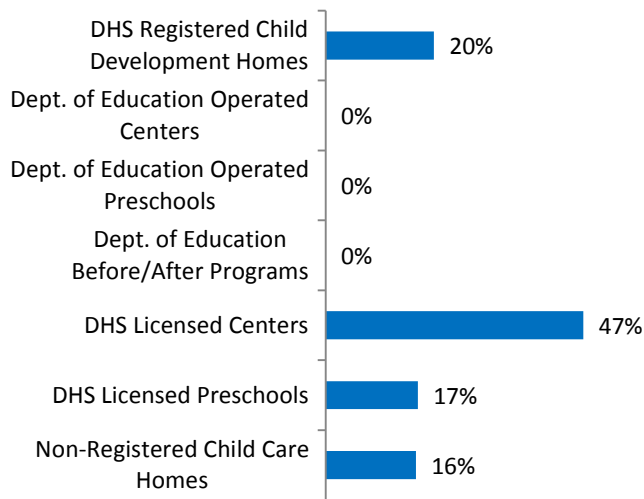 DHS Registered Child
Development Homes
20%
Dept. of Education Operated
Centers
0%
Dept. of Education Operated
Preschools
0%
Dept. of Education
Before/After Programs
0%
DHS Licensed Centers
47%
DHS Licensed Preschools
17%
Non-Registered Child Care
Homes
16%